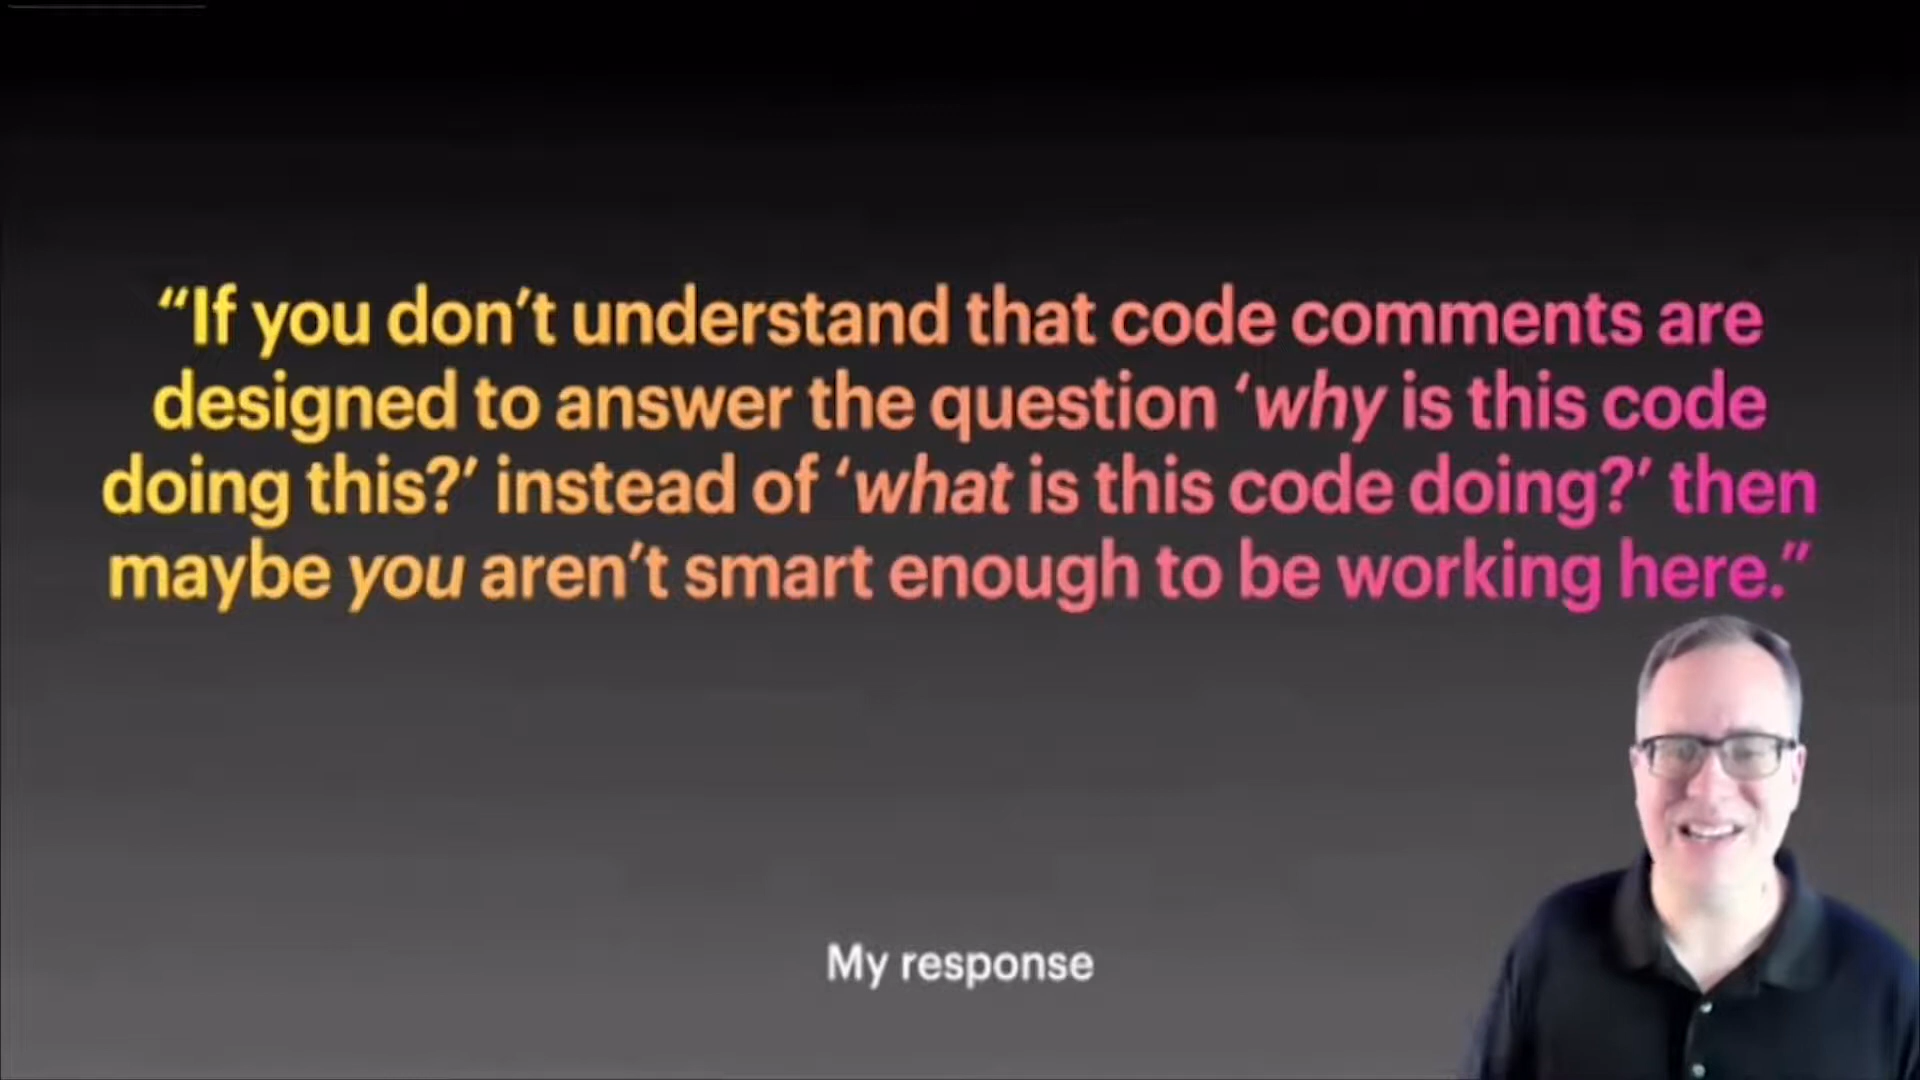 “If you don’t understand that code comments are
designed to answer the question ‘why is this code
doing this?’ instead of ‘what is this code doing?’ then
maybe you aren’t smart enough to be working here.”
My response